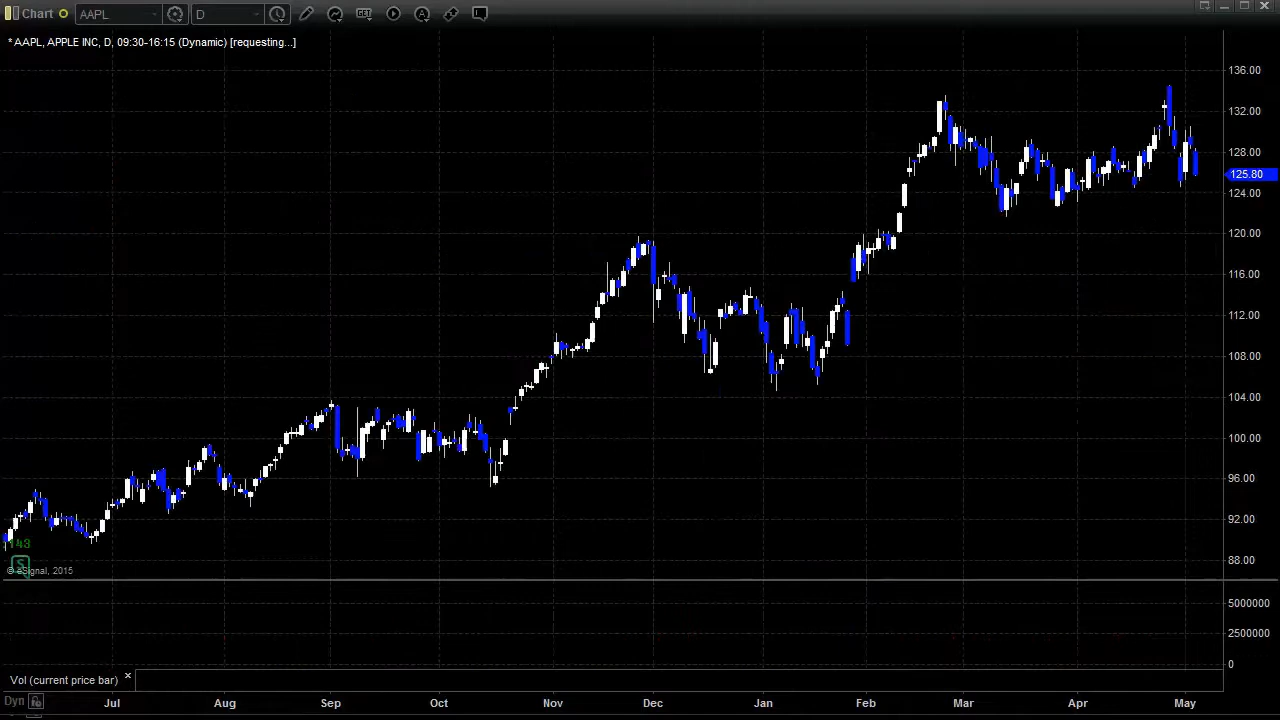 Chart AAPL D GET A
* AAPL, APPLE INC, D, 09:30-16:15 (Dynamic) [requesting...]
136.00
132.00
128.00
125.80
124.00
120.00
116.00
112.00
108.00
104.00
100.00
96.00
92.00
143
88.00
S
© eSignal, 2015
5000000
2500000
0
Vol (current price bar) ×
Dyn
Jul Aug Sep Oct Nov Dec Jan Feb Mar Apr May